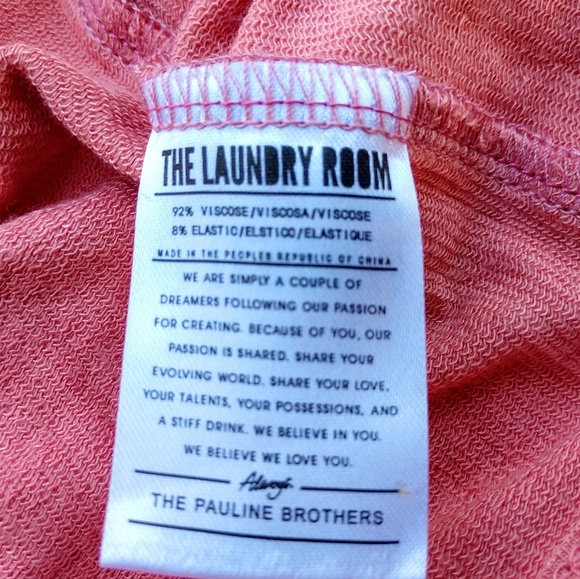 THE LAUNDRY ROOM
92% VISCOSE/VISCOSA/VISCOSE
8% ELASTIC/ELSTICO/ELASTIQUE
MADE IN THE PEOPLES REPUBLIC OF CHINA
WE ARE SIMPLY A COUPLE OF
DREAMERS FOLLOWING OUR PASSION
FOR CREATING. BECAUSE OF YOU, OUR
PASSION IS SHARED. SHARE YOUR
EVOLVING WORLD. SHARE YOUR LOVE,
YOUR TALENTS, YOUR POSSESSIONS, AND
A STIFF DRINK. WE BELIEVE IN YOU.
WE BELIEVE WE LOVE YOU.
Always
THE PAULINE BROTHERS